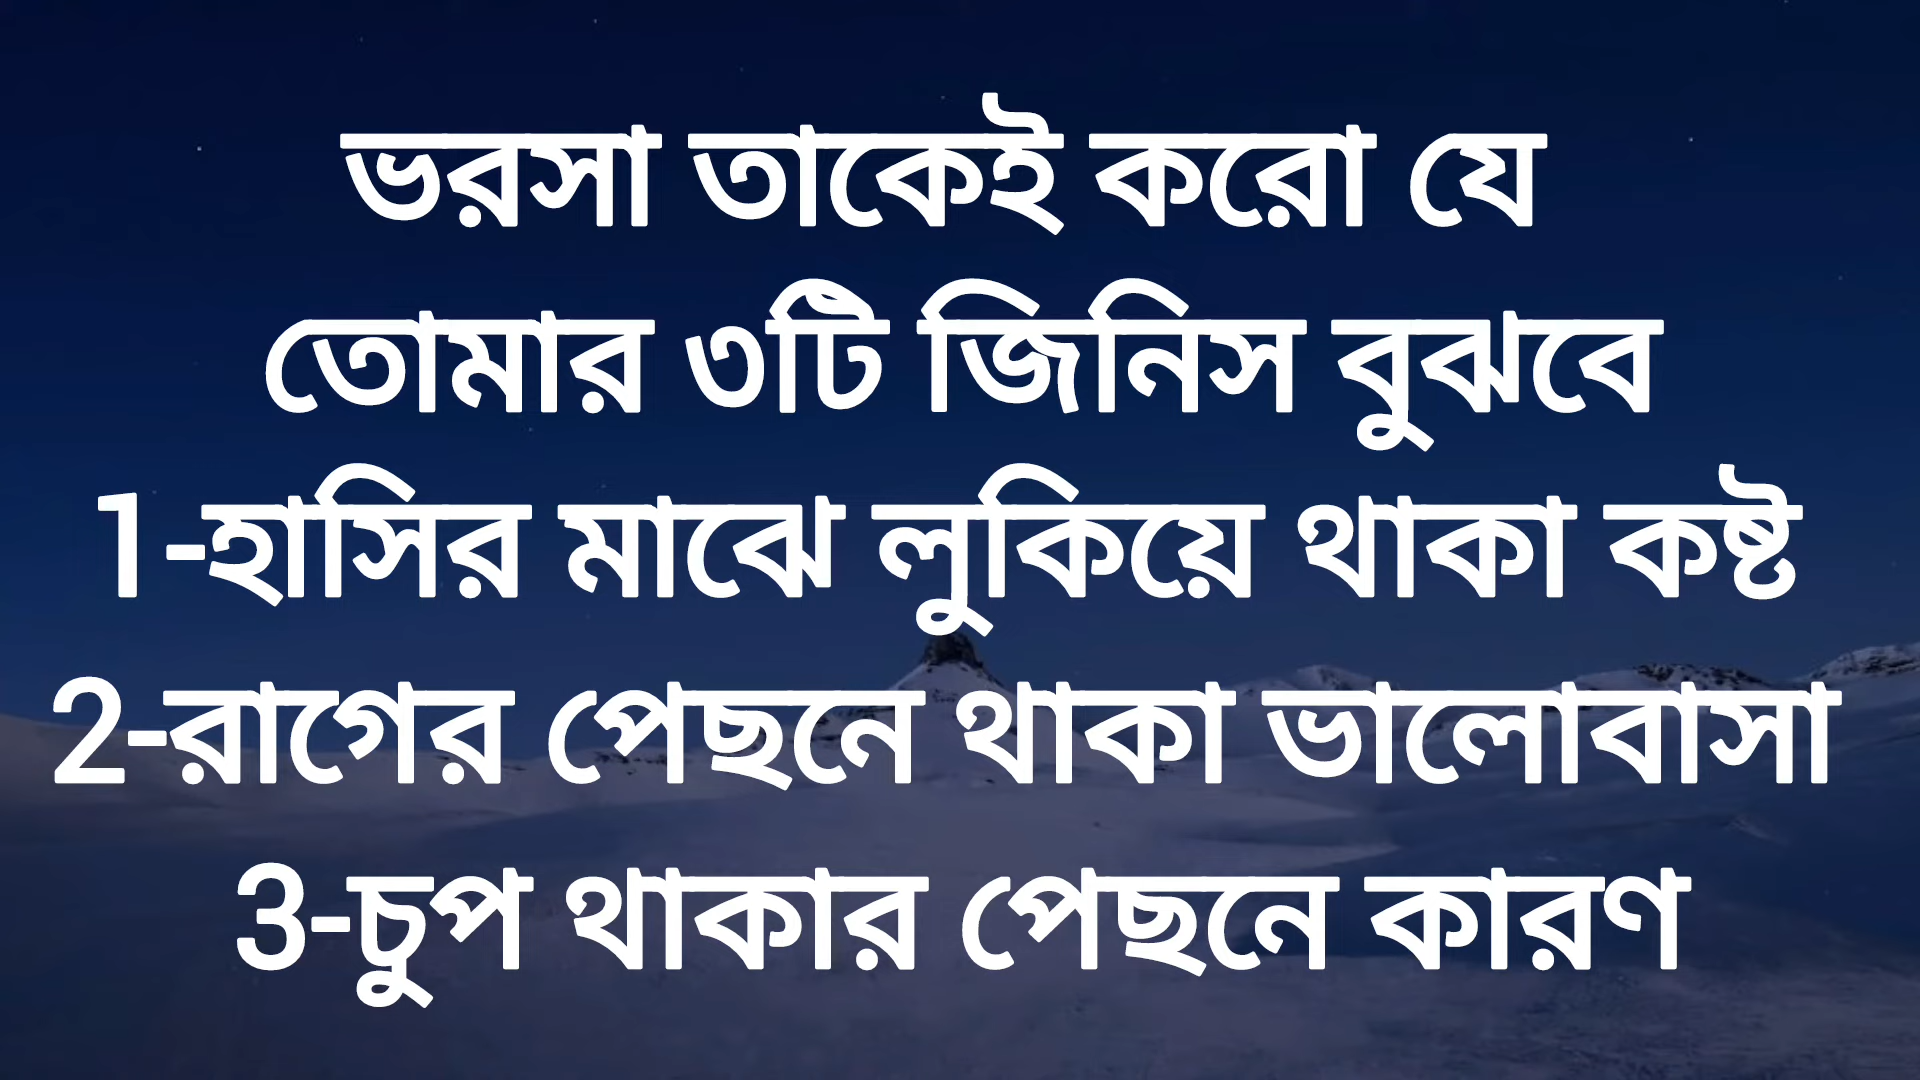 ভরসা তাকেই করো যে
তোমার ৩টি জিনিস বুঝবে
1-হাসির মাঝে লুকিয়ে থাকা কষ্ট
2-রাগের পেছনে থাকা ভালোবাসা
3-চুপ থাকার পেছনে কারণ